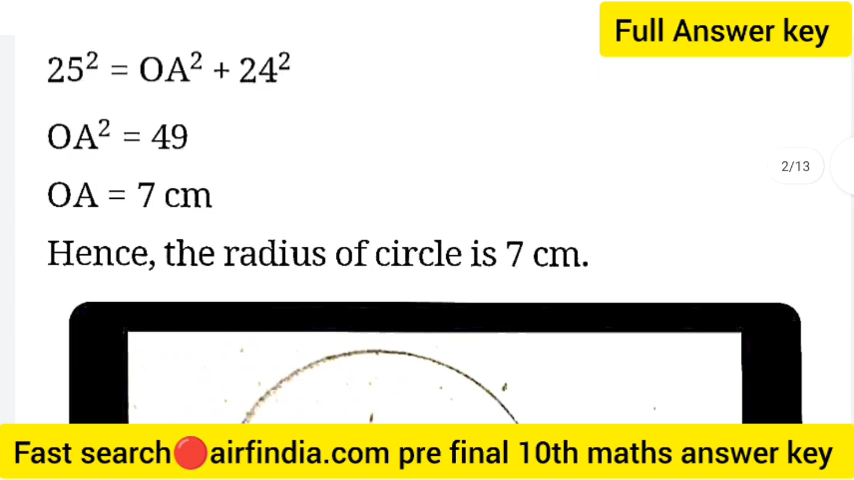 Full Answer key
25² = OA² + 24²
OA² = 49
2/13
OA = 7 cm
Hence, the radius of circle is 7 cm.
Fast search🔴airfindia.com pre final 10th maths answer key